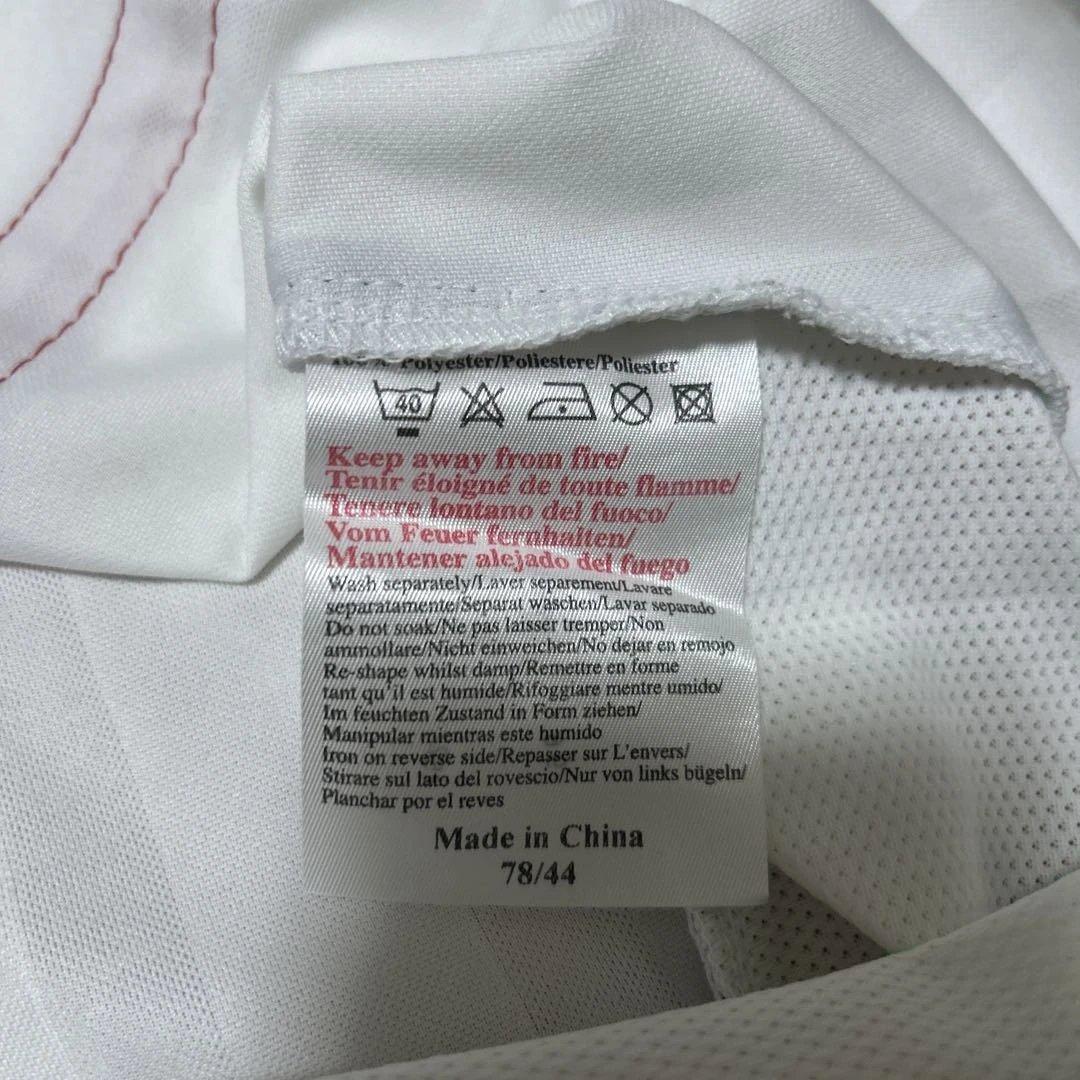 100% Polyester/Poliestere/Poliester
40
Keep away from fire/
Tenir éloigné de toute flamme/
Tenere lontano del fuoco/
Vom Feuer fernhalten/
Mantener alejado del fuego
Wash separately/Laver separement/Lavare
separatamente/Separat waschen/Lavar separado
Do not soak/Ne pas laisser tremper/Non
ammollare/Nicht einweichen/No dejar en remojo
Re-shape whilst damp/Remettre en forme
tant qu'il est humide/Rifoggiare mentre umido/
Im feuchten Zustand in Form ziehen/
Manipular mientras este humido
Iron on reverse side/Repasser sur L'envers/
Stirare sul lato del rovescio/Nur von links bügeln/
Planchar por el reves
Made in China
78/44